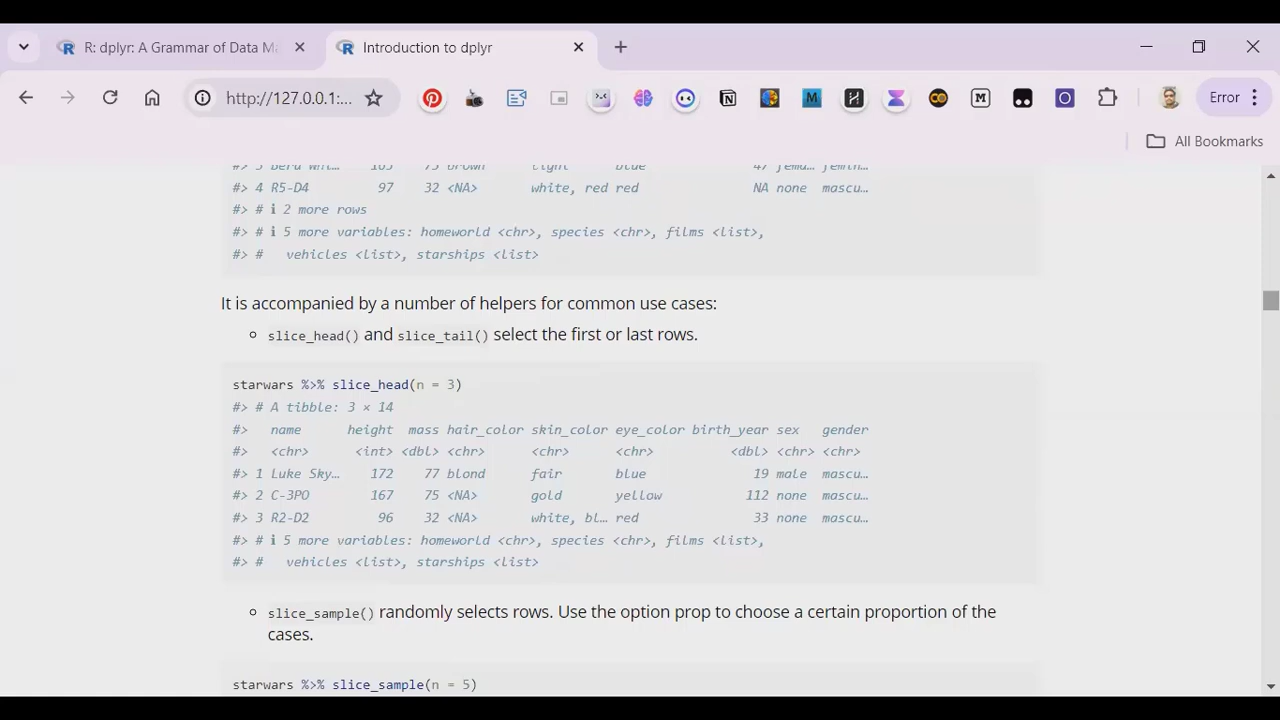 R: dplyr: A Grammar of Data M
Introduction to dplyr
http://127.0.0.1:...
Error
All Bookmarks
#> 4 R5-D4 97 32 <NA> white, red red NA none mascu…
#> # ℹ 2 more rows
#> # ℹ 5 more variables: homeworld <chr>, species <chr>, films <list>,
#> # vehicles <list>, starships <list>
It is accompanied by a number of helpers for common use cases:
slice_head() and slice_tail() select the first or last rows.
starwars %>% slice_head(n = 3)
#> # A tibble: 3 × 14
#> name height mass hair_color skin_color eye_color birth_year sex gender
#> <chr> <int> <dbl> <chr> <chr> <chr> <dbl> <chr> <chr>
#> 1 Luke Sky… 172 77 blond fair blue 19 male mascu…
#> 2 C-3PO 167 75 <NA> gold yellow 112 none mascu…
#> 3 R2-D2 96 32 <NA> white, bl… red 33 none mascu…
#> # ℹ 5 more variables: homeworld <chr>, species <chr>, films <list>,
#> # vehicles <list>, starships <list>
slice_sample() randomly selects rows. Use the option prop to choose a certain proportion of the
cases.
starwars %>% slice_sample(n = 5)